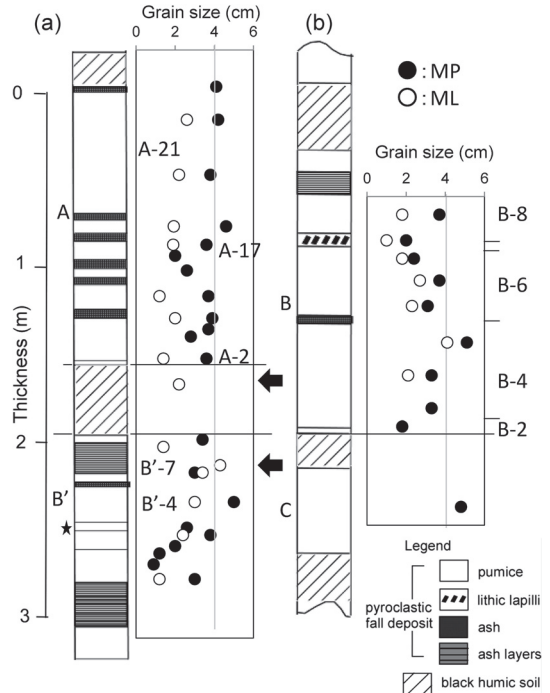 (a)
Grain size (cm)
0 2 4 6
(b)
● : MP
○ : ML
Grain size (cm)
0 2 4 6
Thickness (m)
0
1
2
3
A
A-21
A-17
A-2
B'
B'-7
B'-4
★
B
C
B-8
B-6
B-4
B-2
Legend
pyroclastic
fall deposit
pumice
lithic lapilli
ash
ash layers
black humic soil